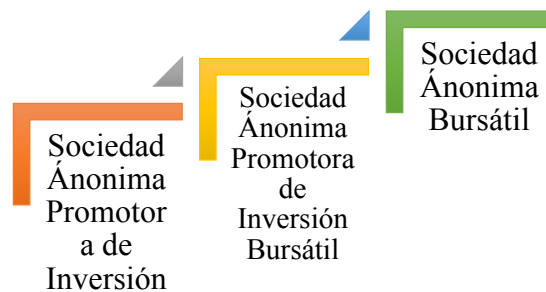 Sociedad
Ánonima
Promotor
a de
Inversión
Sociedad
Ánonima
Promotora
de
Inversión
Bursátil
Sociedad
Ánonima
Bursátil